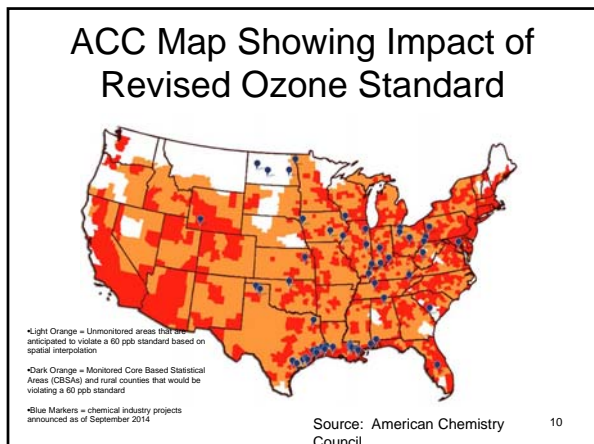 ACC Map Showing Impact of
Revised Ozone Standard
•Light Orange = Unmonitored areas that are
anticipated to violate a 60 ppb standard based on
spatial interpolation
•Dark Orange = Monitored Core Based Statistical
Areas (CBSAs) and rural counties that would be
violating a 60 ppb standard
•Blue Markers = chemical industry projects
announced as of September 2014
Source: American Chemistry
Council
10